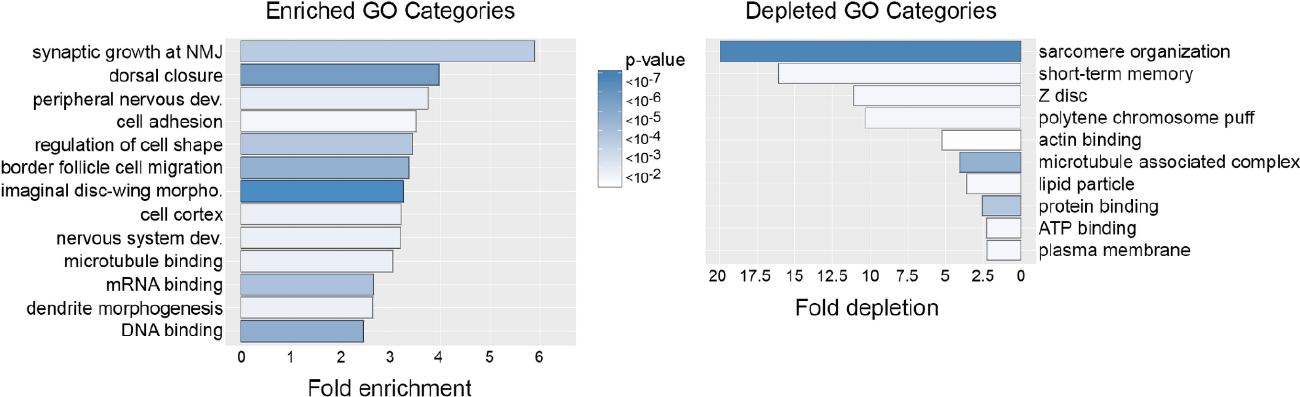 Enriched GO Categories
synaptic growth at NMJ
dorsal closure
peripheral nervous dev.
cell adhesion
regulation of cell shape
border follicle cell migration
imaginal disc-wing morpho.
cell cortex
nervous system dev.
microtubule binding
mRNA binding
dendrite morphogenesis
DNA binding
0 1 2 3 4 5 6
Fold enrichment
p-value
<10-7
<10-6
<10-5
<10-4
<10-3
<10-2
Depleted GO Categories
sarcomere organization
short-term memory
Z disc
polytene chromosome puff
actin binding
microtubule associated complex
lipid particle
protein binding
ATP binding
plasma membrane
20 17.5 15 12.5 10 7.5 5 2.5 0
Fold depletion